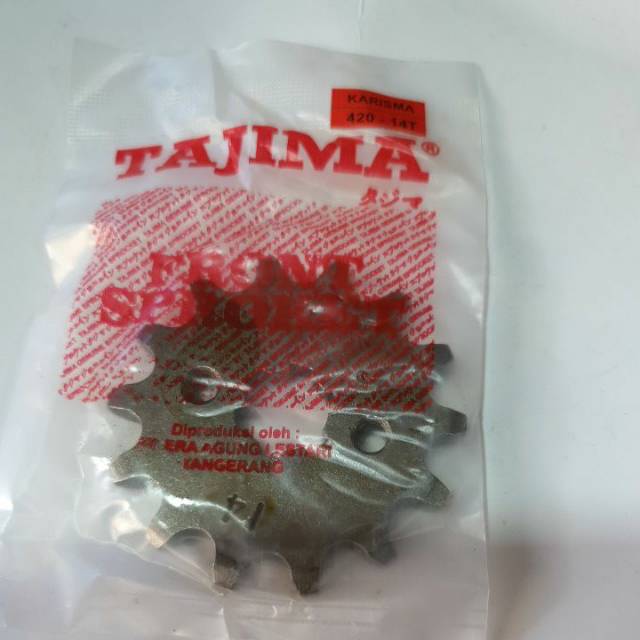 KARISMA
420 - 14T
TAJIMA®
タジマ
FRONT
SPROCKET
Diproduksi oleh :
PT. ERA AGUNG LESTARI
TANGERANG
14